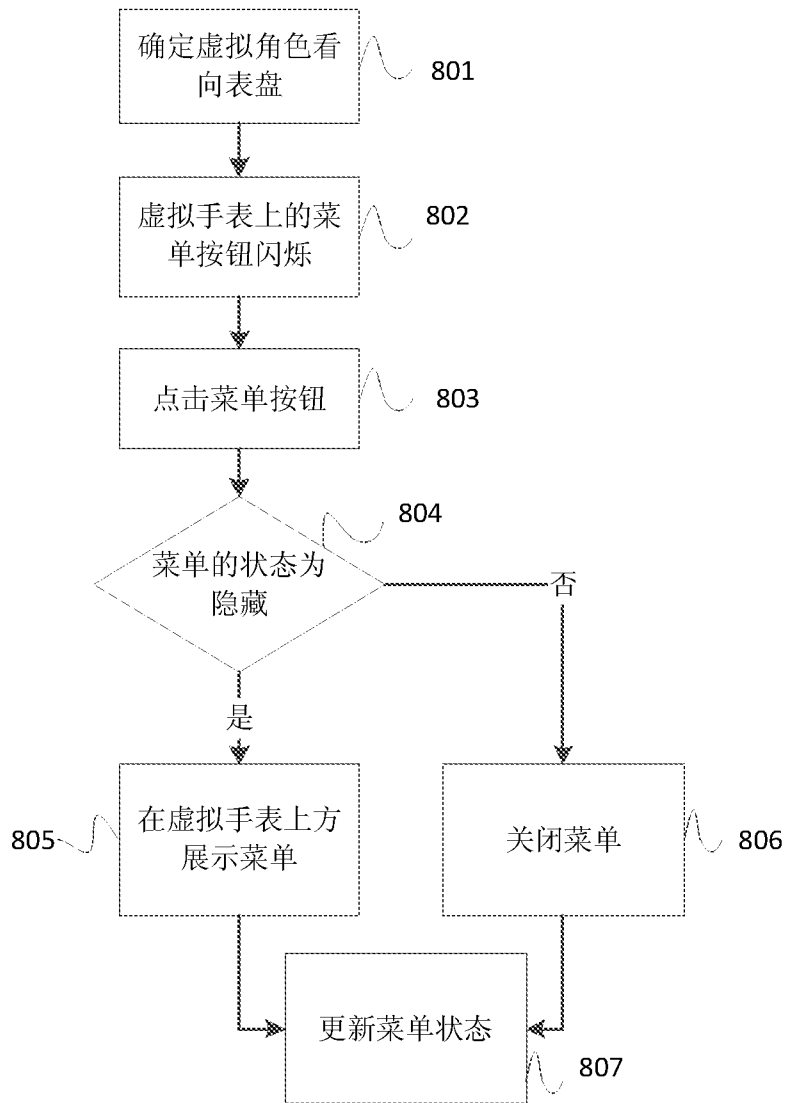 确定虚拟角色看
向表盘
801
虚拟手表上的菜
单按钮闪烁
802
点击菜单按钮
803
804
菜单的状态为
隐藏
否
是
805
在虚拟手表上方
展示菜单
关闭菜单
806
更新菜单状态
807